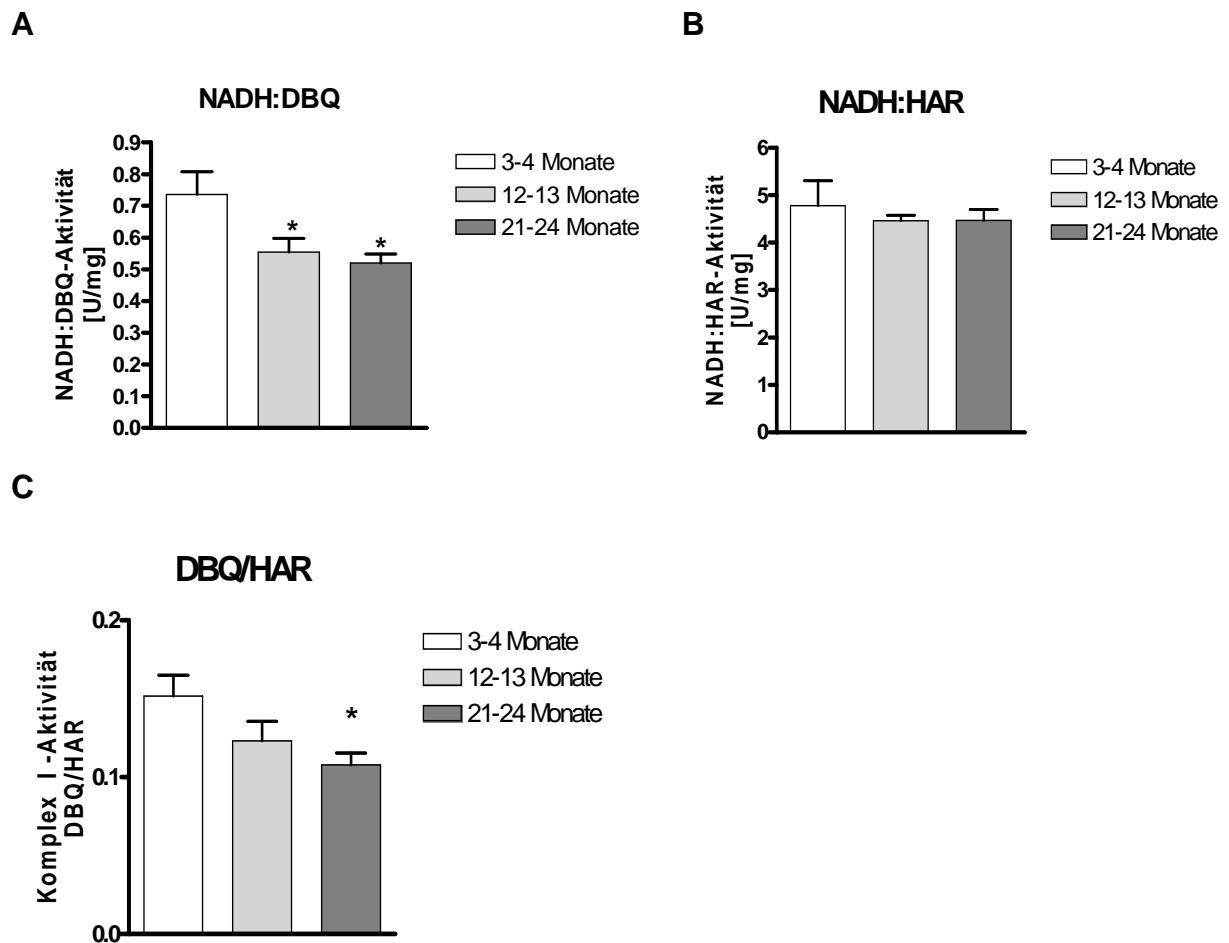 A
NADH:DBQ
NADH:DBQ-Aktivität
[U/mg]
0.9
0.8
0.7
0.6
0.5
0.4
0.3
0.2
0.1
0.0
*
*
3-4 Monate
12-13 Monate
21-24 Monate
B
NADH:HAR
NADH:HAR-Aktivität
[U/mg]
6
5
4
3
2
1
0
3-4 Monate
12-13 Monate
21-24 Monate
C
DBQ/HAR
Komplex I-Aktivität
DBQ/HAR
0.2
0.1
0.0
*
3-4 Monate
12-13 Monate
21-24 Monate